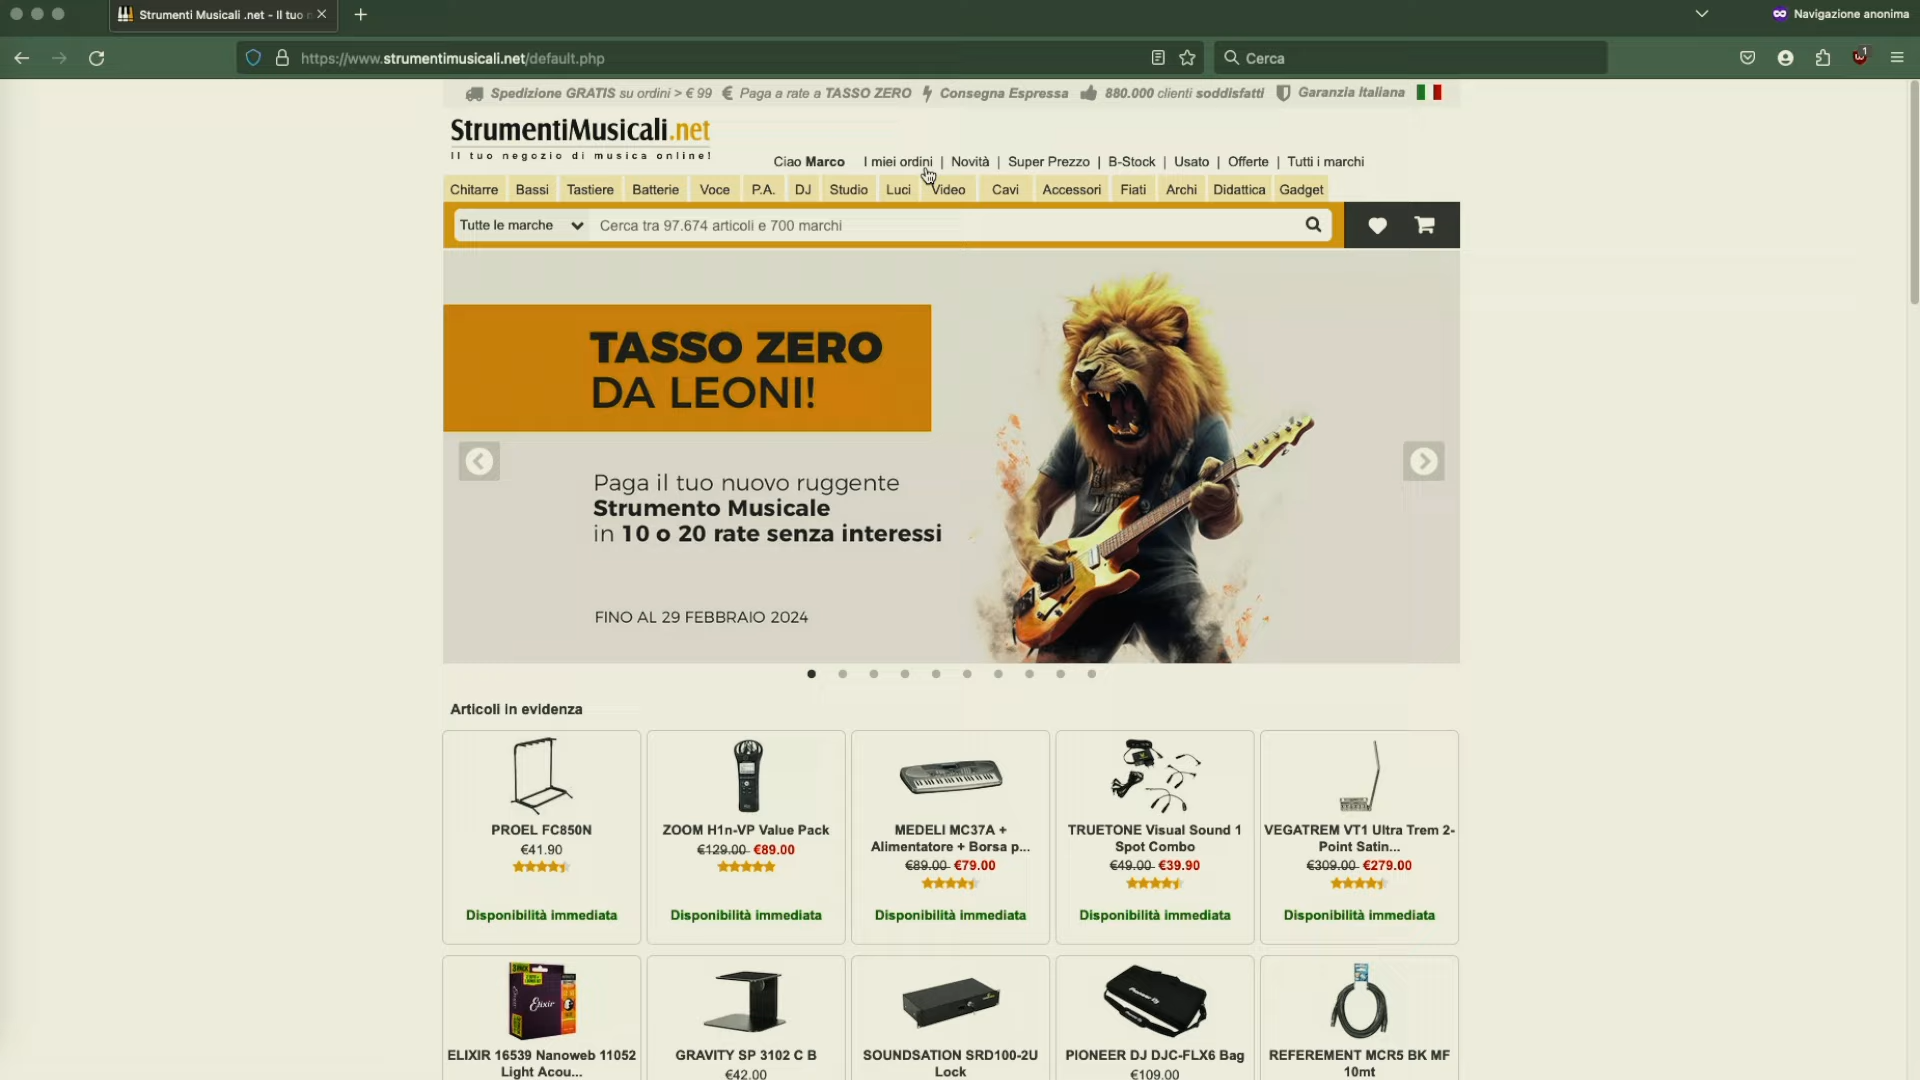 Strumenti Musicali .net - Il tuo
Navigazione anonima
https://www.strumentimusicali.net/default.php
Cerca
1
Spedizione GRATIS su ordini > € 99 € Paga a rate a TASSO ZERO Consegna Espressa 880.000 clienti soddisfatti Garanzia Italiana
StrumentiMusicali.net
Il tuo negozio di musica online!
Ciao Marco I miei ordini | Novità | Super Prezzo | B-Stock | Usato | Offerte | Tutti i marchi
Chitarre Bassi Tastiere Batterie Voce P.A. DJ Studio Luci Video Cavi Accessori Fiati Archi Didattica Gadget
Tutte le marche Cerca tra 97.674 articoli e 700 marchi
TASSO ZERO
DA LEONI!
Paga il tuo nuovo ruggente
Strumento Musicale
in 10 o 20 rate senza interessi
FINO AL 29 FEBBRAIO 2024
Articoli in evidenza
PROEL FC850N
€41.90
Disponibilità immediata
ZOOM H1n-VP Value Pack
€129.00 €89.00
Disponibilità immediata
MEDELI MC37A +
Alimentatore + Borsa p...
€89.00 €79.00
Disponibilità immediata
TRUETONE Visual Sound 1
Spot Combo
€49.00 €39.90
Disponibilità immediata
VEGATREM VT1 Ultra Trem 2-
Point Satin...
€309.00 €279.00
Disponibilità immediata
Elixir
ELIXIR 16539 Nanoweb 11052
Light Acou...
GRAVITY SP 3102 C B
€42.00
SOUNDSATION SRD100-2U
Lock
Pioneer Dj
PIONEER DJ DJC-FLX6 Bag
€109.00
REFEREMENT MCR5 BK MF
10mt